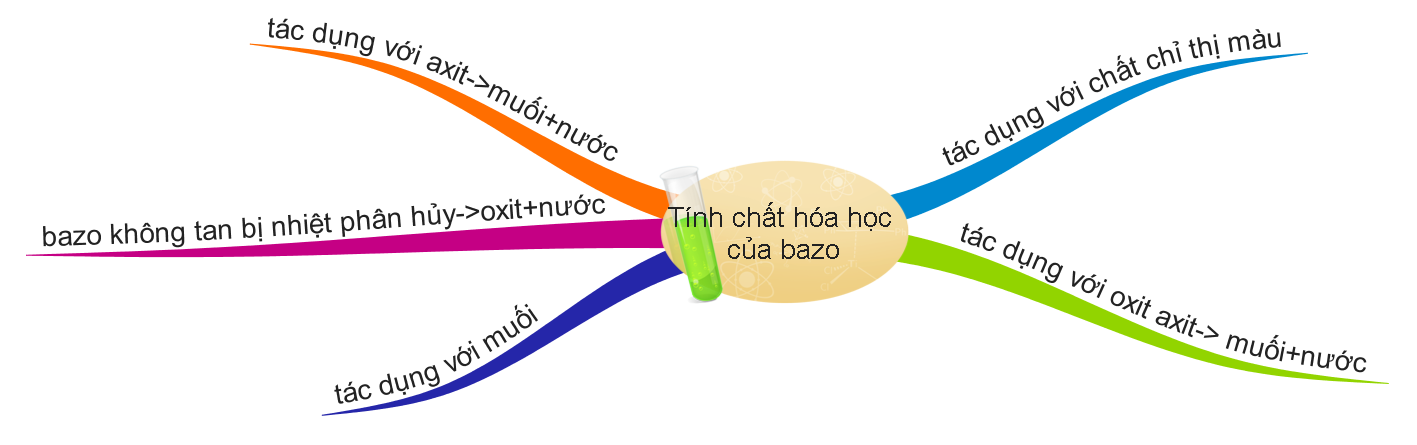 Tính chất hóa học
của bazo
tác dụng với chất chỉ thị màu
tác dụng với oxit axit-> muối+nước
tác dụng với axit->muối+nước
bazo không tan bị nhiệt phân hủy->oxit+nước
tác dụng với muối